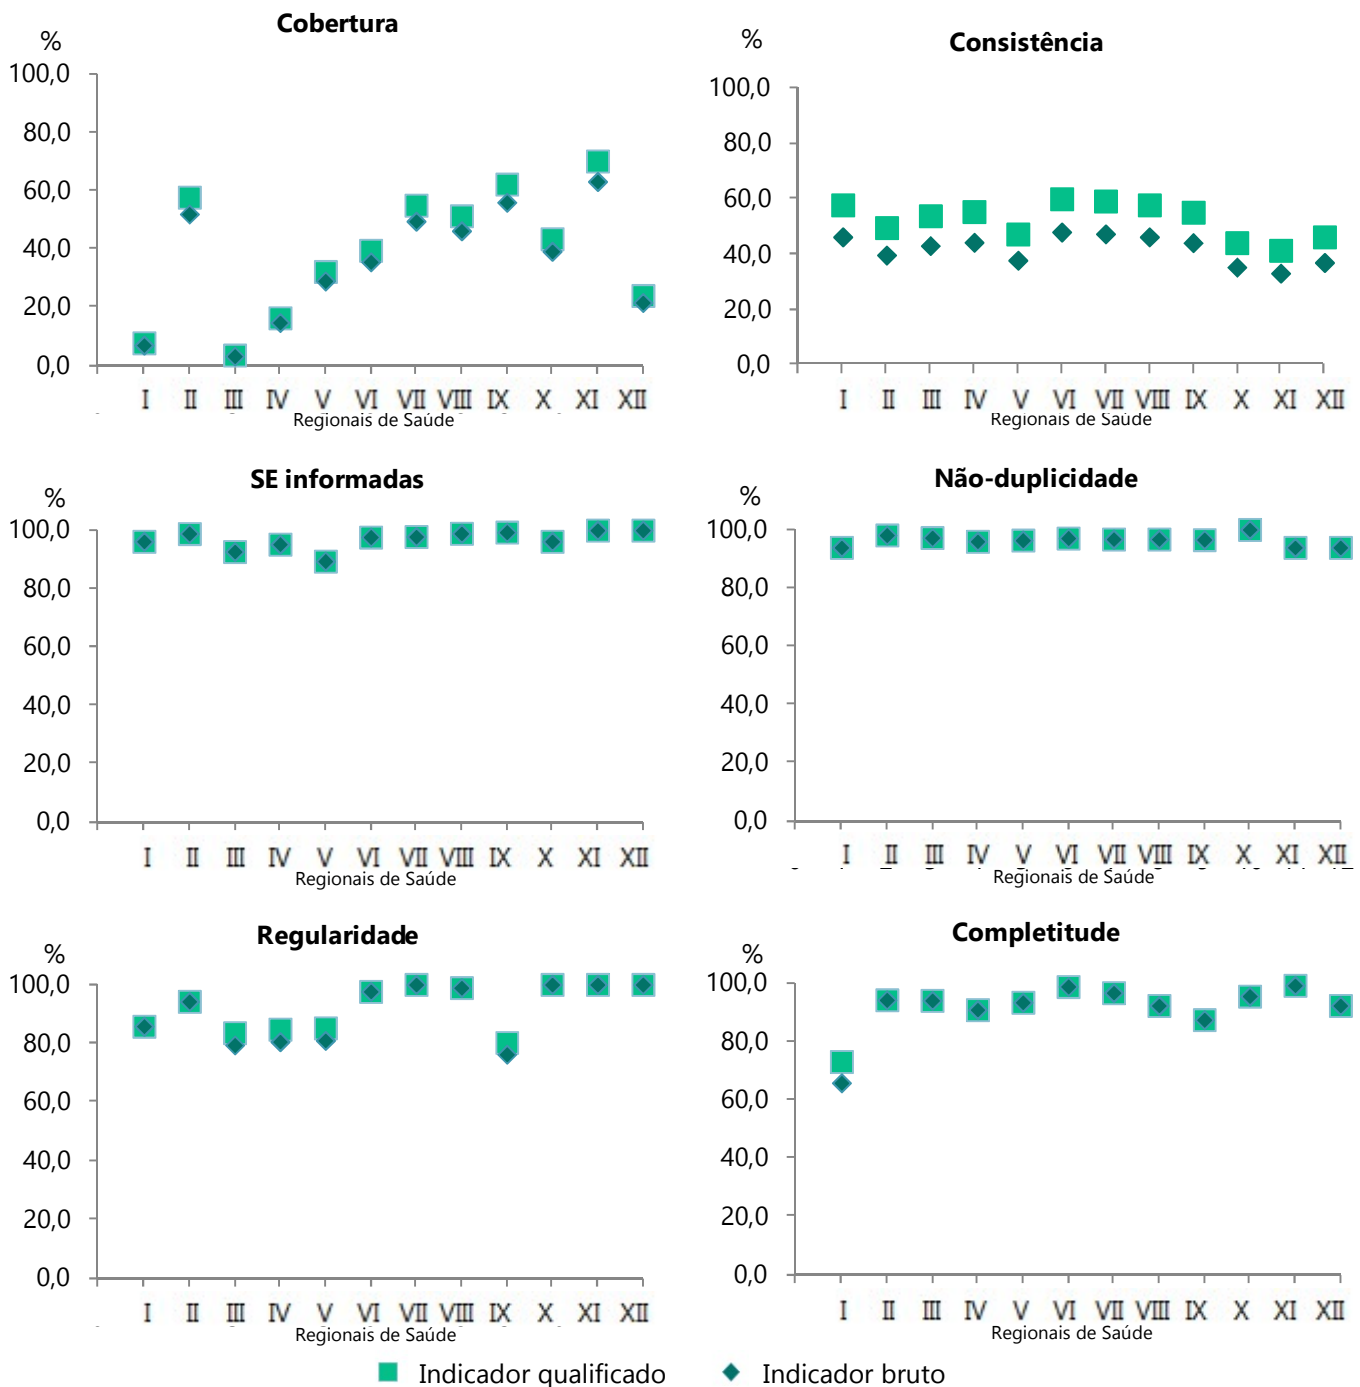 Cobertura
%
100,0
80,0
60,0
40,0
20,0
0,0
I II III IV V VI VII VIII IX X XI XII
Regionais de Saúde
Consistência
%
100,0
80,0
60,0
40,0
20,0
0,0
I II III IV V VI VII VIII IX X XI XII
Regionais de Saúde
SE informadas
%
100,0
80,0
60,0
40,0
20,0
0,0
I II III IV V VI VII VIII IX X XI XII
Regionais de Saúde
Não-duplicidade
%
100,0
80,0
60,0
40,0
20,0
0,0
I II III IV V VI VII VIII IX X XI XII
Regionais de Saúde
Regularidade
%
100,0
80,0
60,0
40,0
20,0
0,0
I II III IV V VI VII VIII IX X XI XII
Regionais de Saúde
Completitude
%
100,0
80,0
60,0
40,0
20,0
0,0
I II III IV V VI VII VIII IX X XI XII
Regionais de Saúde
Indicador qualificado Indicador bruto